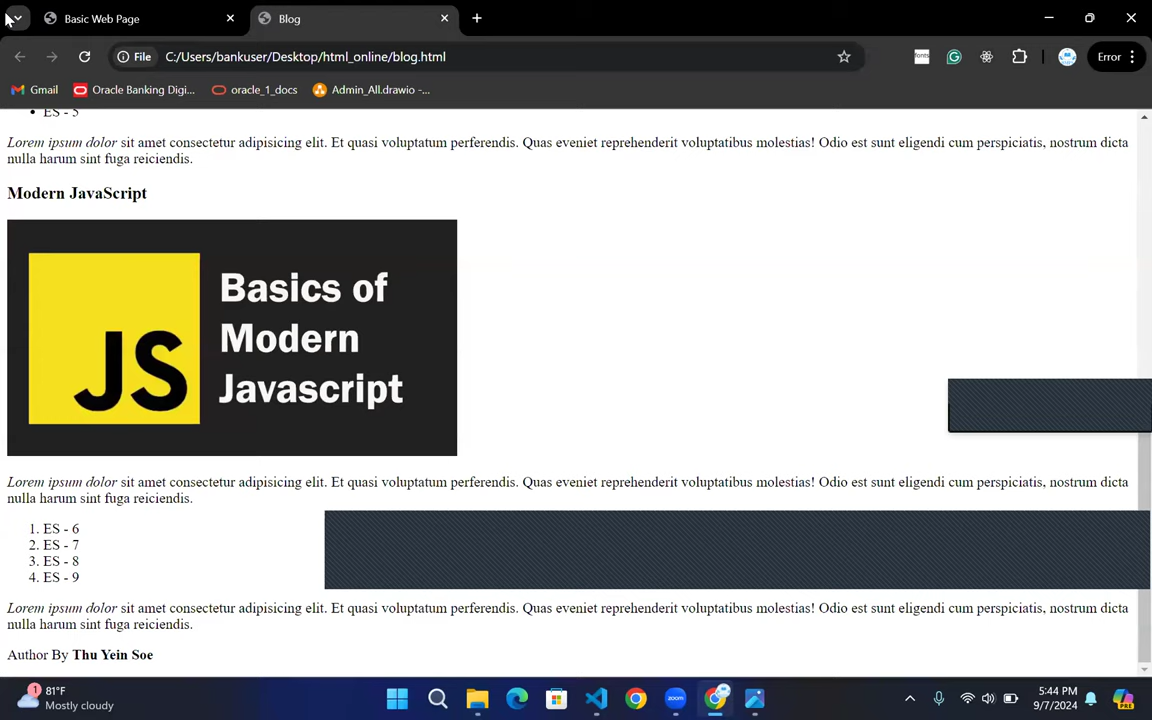 Basic Web Page
Blog
File
C:/Users/bankuser/Desktop/html_online/blog.html
fonts
Error
Gmail
Oracle Banking Digi...
oracle_1_docs
Admin_All.drawio -...
• ES - 5
Lorem ipsum dolor sit amet consectetur adipisicing elit. Et quasi voluptatum perferendis. Quas eveniet reprehenderit voluptatibus molestias! Odio est sunt eligendi cum perspiciatis, nostrum dicta
nulla harum sint fuga reiciendis.
Modern JavaScript
JS
Basics of
Modern
Javascript
Lorem ipsum dolor sit amet consectetur adipisicing elit. Et quasi voluptatum perferendis. Quas eveniet reprehenderit voluptatibus molestias! Odio est sunt eligendi cum perspiciatis, nostrum dicta
nulla harum sint fuga reiciendis.
1. ES - 6
2. ES - 7
3. ES - 8
4. ES - 9
Lorem ipsum dolor sit amet consectetur adipisicing elit. Et quasi voluptatum perferendis. Quas eveniet reprehenderit voluptatibus molestias! Odio est sunt eligendi cum perspiciatis, nostrum dicta
nulla harum sint fuga reiciendis.
Author By Thu Yein Soe
1
81°F
Mostly cloudy
zoom
5:44 PM
9/7/2024
PRE